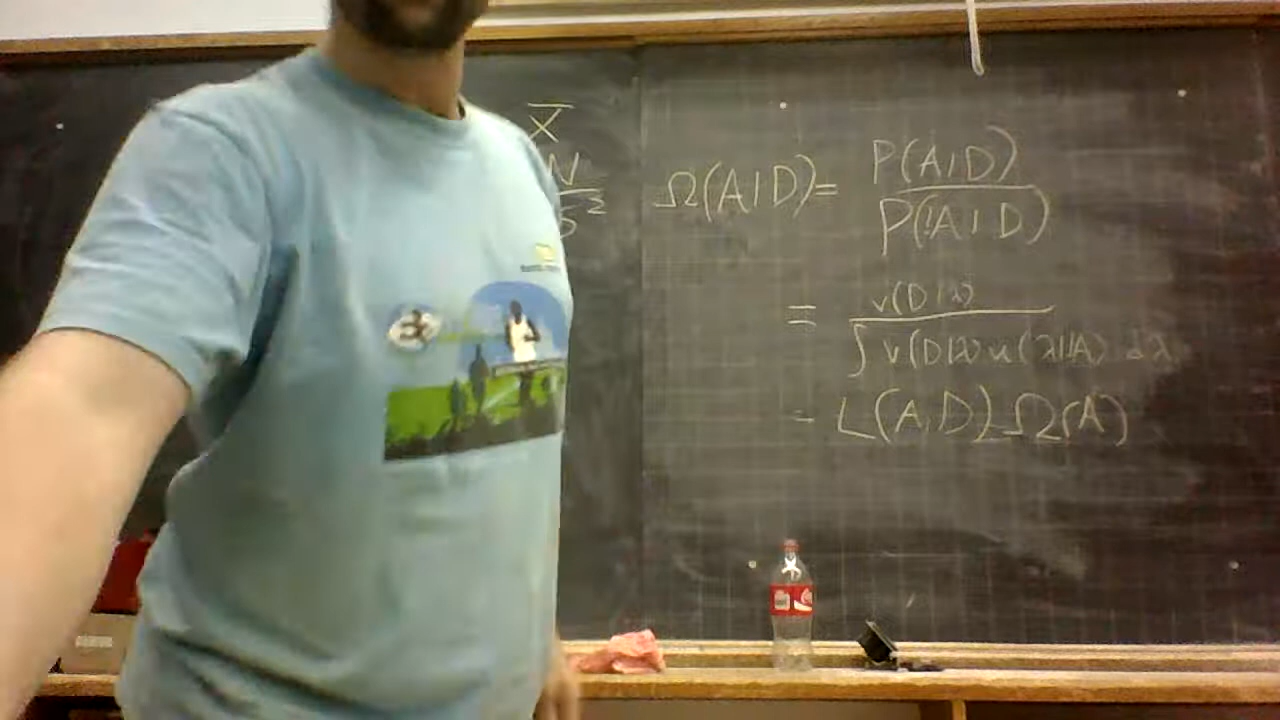 X̄
N
Ω(A|D)=
P(A|D)
P(!A|D)
=
v(D|λ)
∫ v(D|λ) u(λ|!A) dλ
= L(A,D) Ω(A)